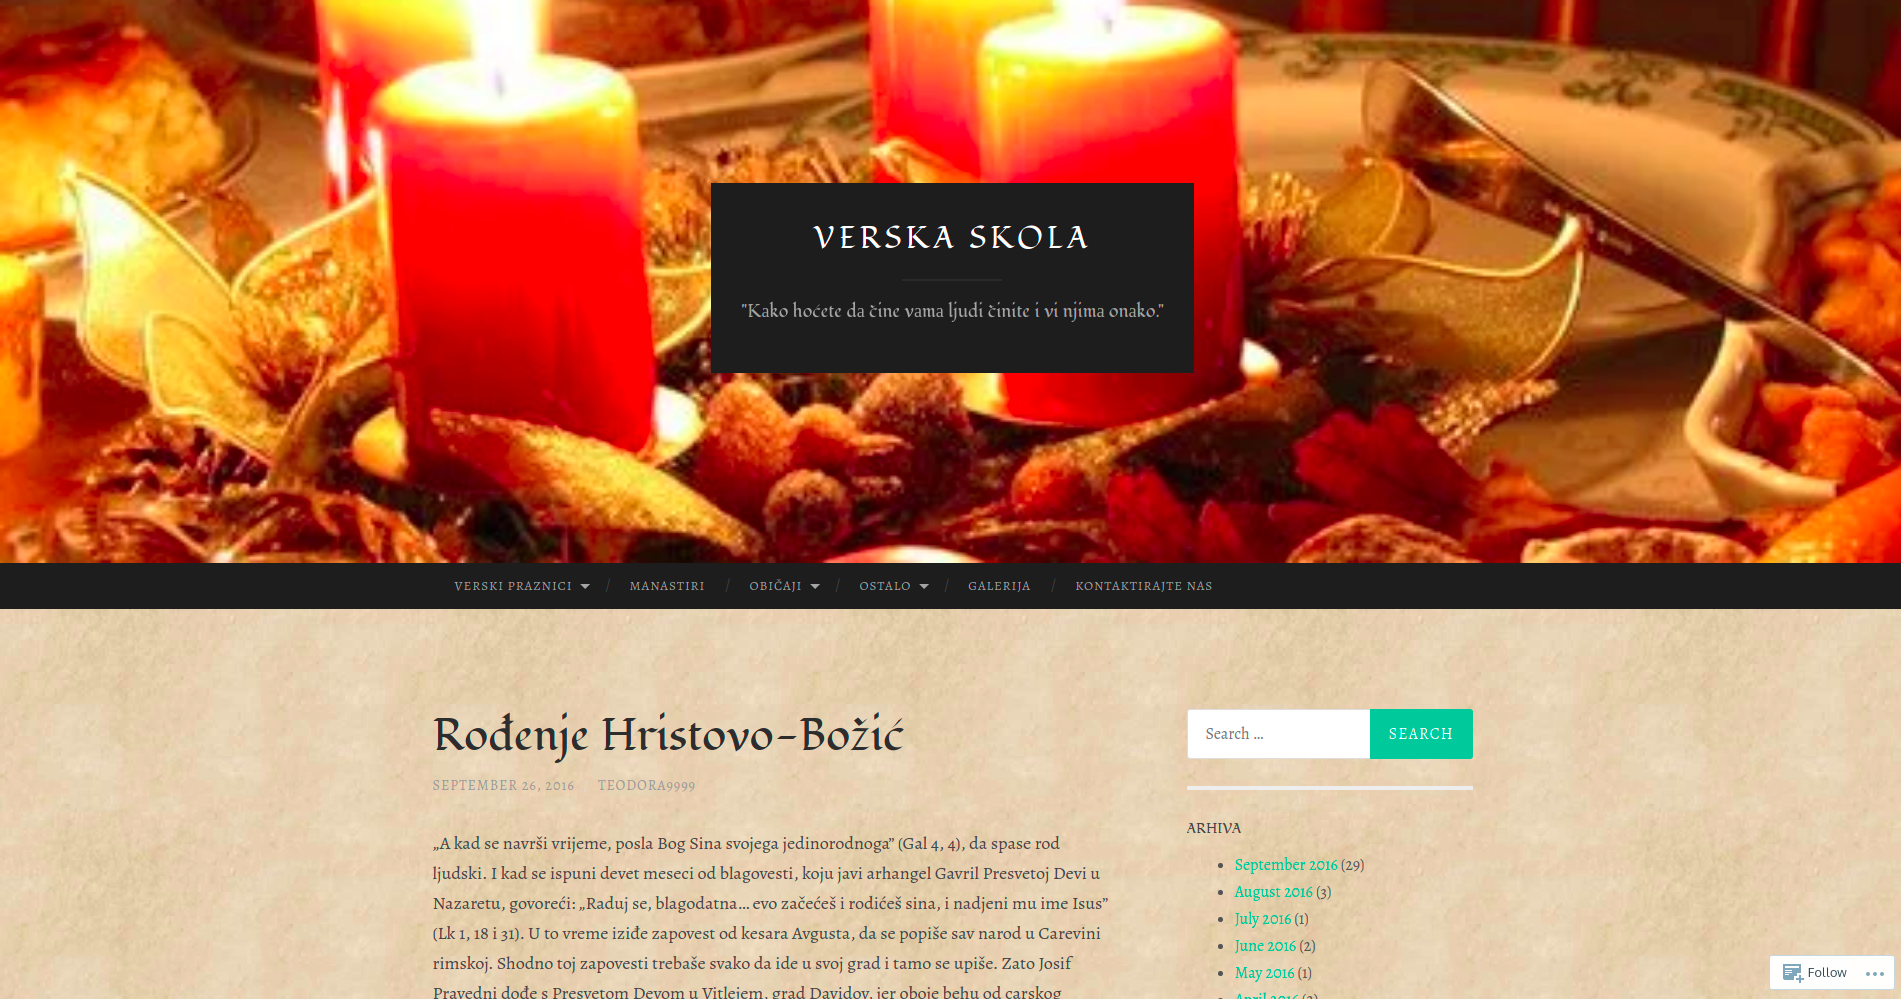 VERSKA SKOLA
"Kako hoćete da čine vama ljudi činite i vi njima onako."
VERSKI PRAZNICI / MANASTIRI / OBIČAJI / OSTALO / GALERIJA / KONTAKTIRAJTE NAS
Rođenje Hristovo-Božić
SEPTEMBER 26, 2016 TEODORA9999
„A kad se navrši vrijeme, posla Bog Sina svojega jedinorodnoga” (Gal 4, 4), da spase rod
ljudski. I kad se ispuni devet meseci od blagovesti, koju javi arhangel Gavril Presvetoj Devi u
Nazaretu, govoreći: „Raduj se, blagodatna… evo začećeš i rodićeš sina, i nadjeni mu ime Isus”
(Lk 1, 18 i 31). U to vreme iziđe zapovest od kesara Avgusta, da se popiše sav narod u Carevini
rimskoj. Shodno toj zapovesti trebaše svako da ide u svoj grad i tamo se upiše. Zato Josif
Pravedni dođe s Presvetom Devom u Vitlejem, grad Davidov, jer oboje behu od carskog
Search …
SEARCH
ARHIVA
September 2016 (29)
August 2016 (3)
July 2016 (1)
June 2016 (2)
May 2016 (1)
April 2016 (2)
Follow